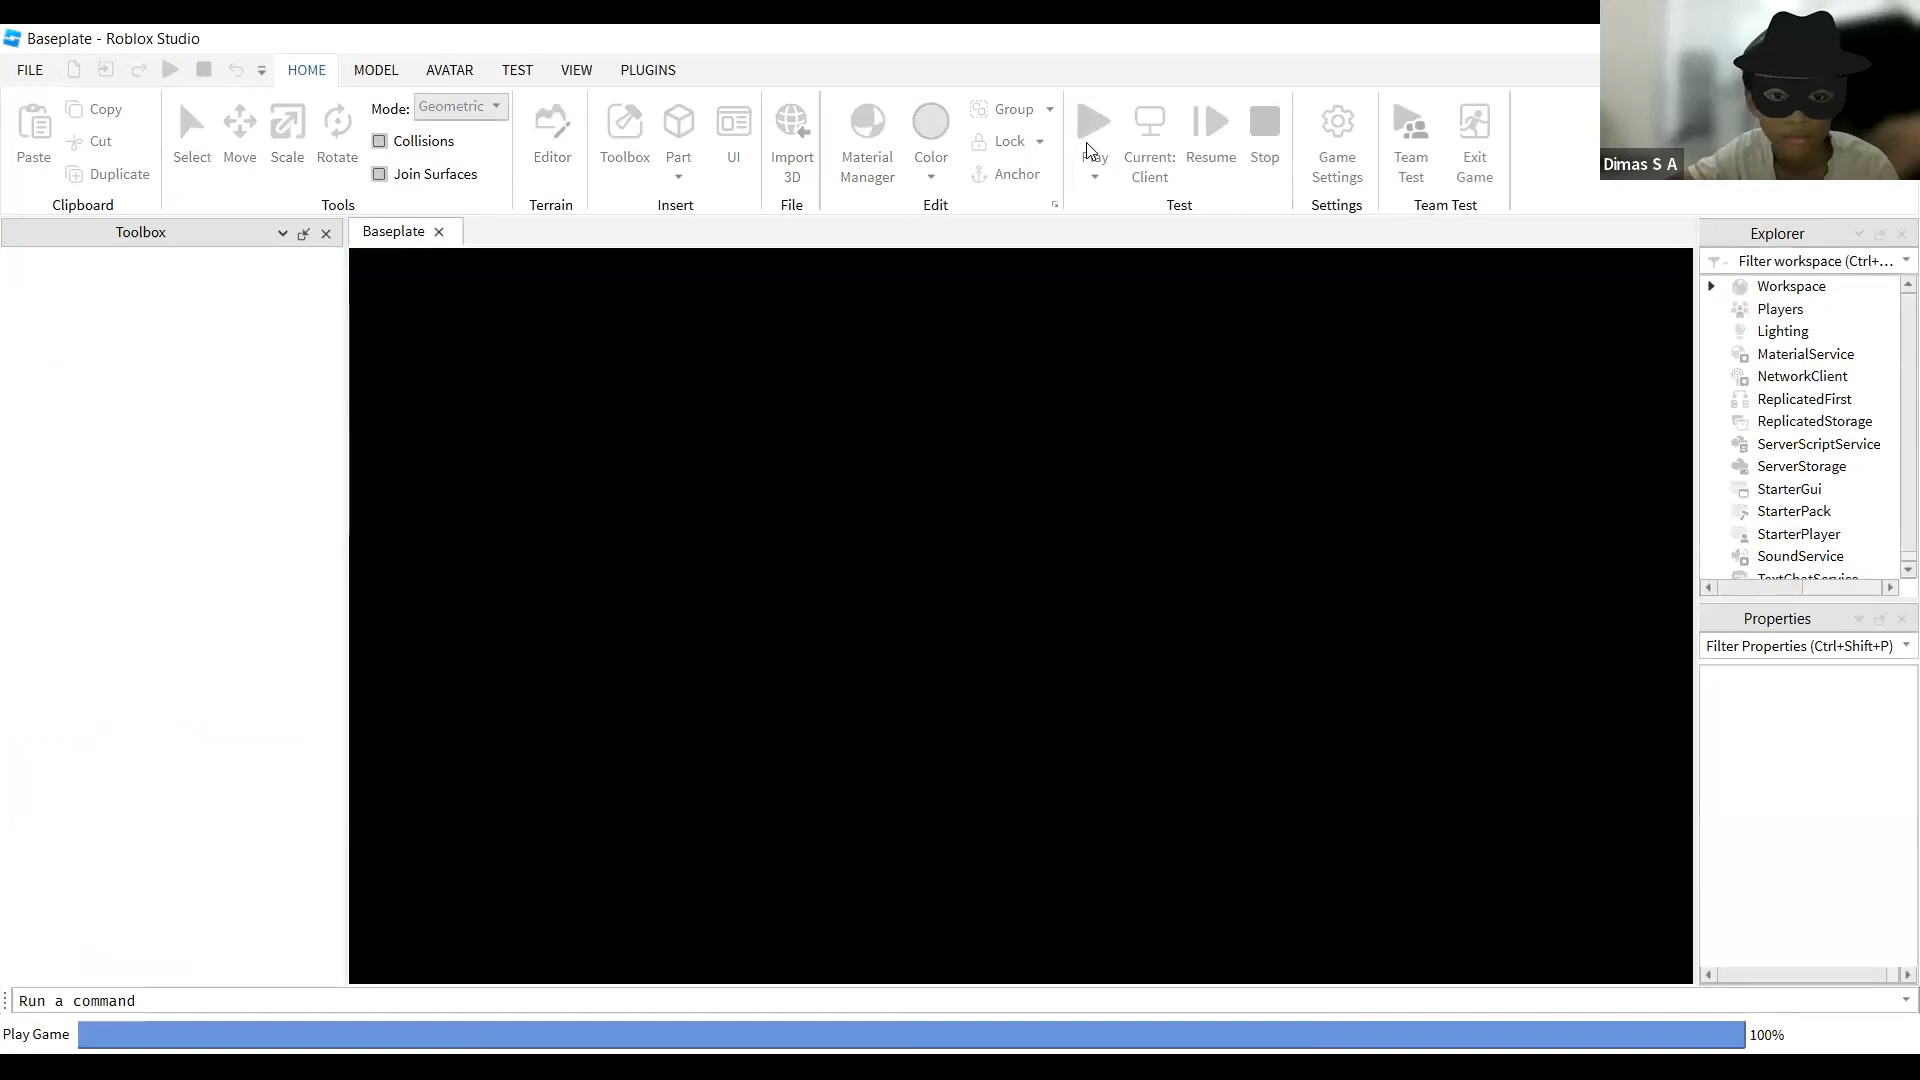 Baseplate - Roblox Studio
FILE HOME MODEL AVATAR TEST VIEW PLUGINS
Paste
Copy
Cut
Duplicate
Clipboard
Select Move Scale Rotate
Mode: Geometric
Collisions
Join Surfaces
Tools
Editor
Terrain
Toolbox Part UI
Insert
Import
3D
File
Material
Manager
Color
Group
Lock
Anchor
Edit
Play
Current:
Client
Resume
Stop
Test
Game
Settings
Settings
Team
Test
Exit
Game
Team Test
Dimas S A
Toolbox
Baseplate
Explorer
Filter workspace (Ctrl+...
Workspace
Players
Lighting
MaterialService
NetworkClient
ReplicatedFirst
ReplicatedStorage
ServerScriptService
ServerStorage
StarterGui
StarterPack
StarterPlayer
SoundService
TextChatService
Properties
Filter Properties (Ctrl+Shift+P)
Run a command
Play Game 100%